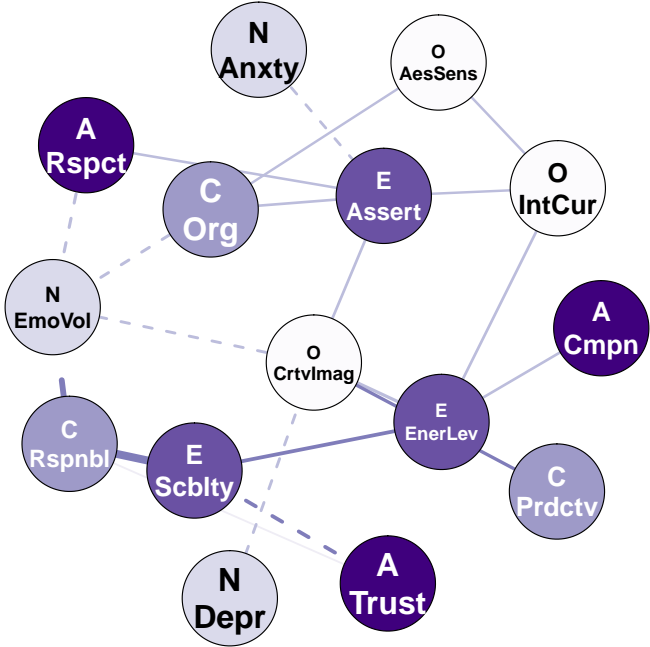 N
Anxty
O
AesSens
A
Rspct
C
Org
E
Assert
O
IntCur
N
EmoVol
A
Cmpn
O
CrtvImag
E
EnerLev
C
Rspnbl
E
Scblty
C
Prdctv
N
Depr
A
Trust